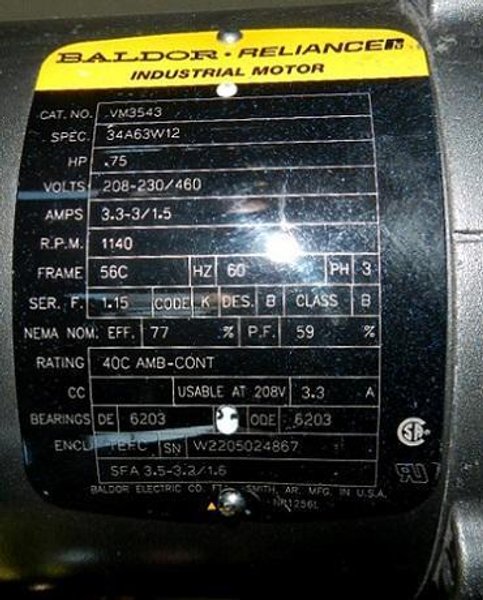 BALDOR · RELIANCER
INDUSTRIAL MOTOR
CAT. NO. VM3543
SPEC. 34A63W12
HP .75
VOLTS 208-230/460
AMPS 3.3-3/1.5
R.P.M. 1140
FRAME 56C HZ 60 PH 3
SER. F. 1.15 CODE K DES. B CLASS B
NEMA NOM. EFF. 77 % P.F. 59 %
RATING 40C AMB-CONT
CC USABLE AT 208V 3.3 A
BEARINGS DE 6203 ODE 6203
ENCL TEFC SN W2205024867
SFA 3.5-3.2/1.6
BALDOR ELECTRIC CO. FT. SMITH, AR. MFG. IN U.S.A.
NP1256L